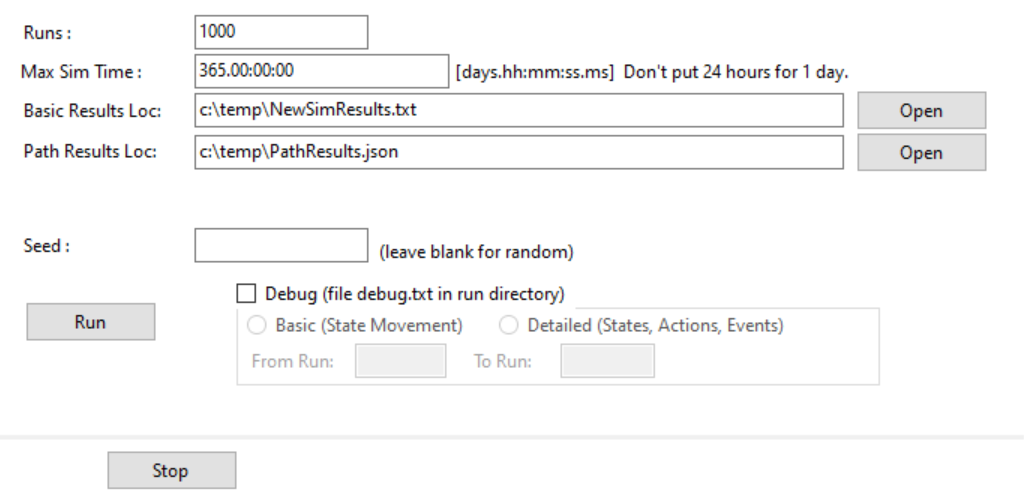 Runs : 1000
Max Sim Time : 365.00:00:00 [days.hh:mm:ss.ms] Don't put 24 hours for 1 day.
Basic Results Loc: c:\temp\NewSimResults.txt Open
Path Results Loc: c:\temp\PathResults.json Open
Seed : (leave blank for random)
Debug (file debug.txt in run directory)
Run Basic (State Movement) Detailed (States, Actions, Events)
From Run: To Run:
Stop